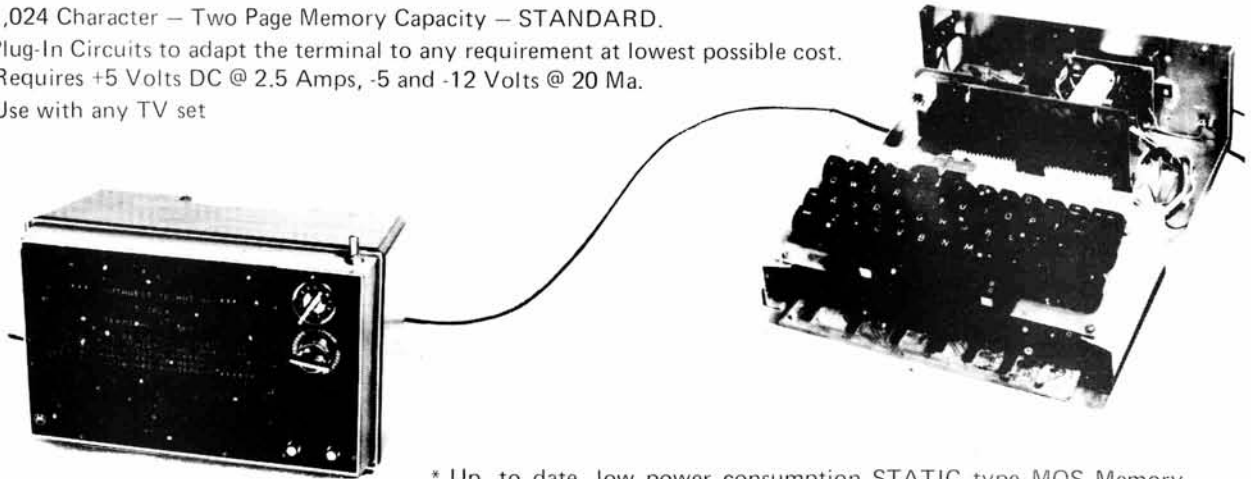 ,024 Character — Two Page Memory Capacity — STANDARD.
Plug-In Circuits to adapt the terminal to any requirement at lowest possible cost.
Requires +5 Volts DC @ 2.5 Amps, -5 and -12 Volts @ 20 Ma.
Use with any TV set
* Up to date, low power consumption STATIC type MOS Memory